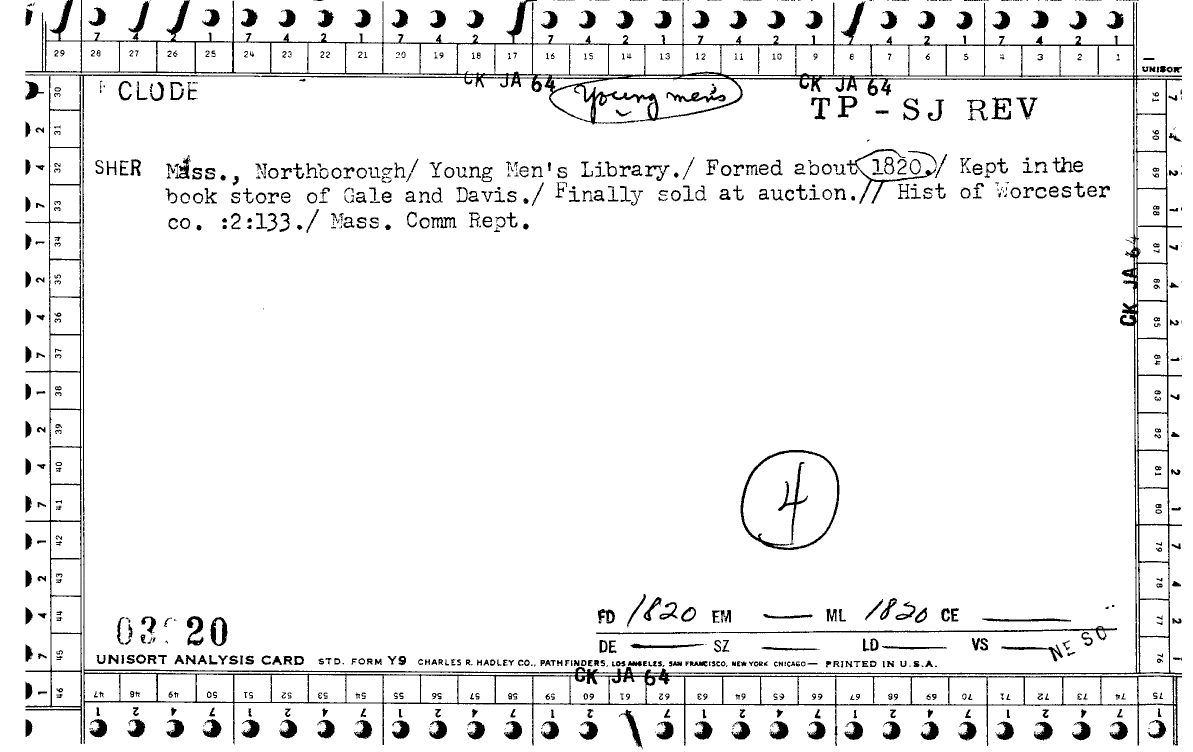 7 4 2 1 7 4 2 1 7 4 2 1 7 4 2 1 7 4 2 1 7 4 2 1 7 4 2 1
29 28 27 26 25 24 23 22 21 20 19 18 17 16 15 14 13 12 11 10 9 8 7 6 5 4 3 2 1
UNISORT
CK JA 64 CK JA 64
CLODE Young men's
TP - SJ REV
SHER Mass., Northborough/ Young Men's Library./ Formed about 1820./ Kept in the
book store of Gale and Davis./ Finally sold at auction.// Hist of Worcester
co. :2:133./ Mass. Comm Rept.
CK JA 64
4
FD 1820 EM — ML 1820 CE —
03 20
DE — SZ LD — VS — NE SO
UNISORT ANALYSIS CARD STD. FORM Y9 CHARLES R. HADLEY CO., PATHFINDERS, LOS ANGELES, SAN FRANCISCO, NEW YORK CHICAGO — PRINTED IN U.S.A.
CK JA 64
30 31 32 33 34 35 36 37 38 39 40 41 42 43 44 45 46
47 48 49 50 51 52 53 54 55 56 57 58 59 60 61 62 63 64 65 66 67 68 69 70 71 72 73 74 75
91 90 89 88 87 86 85 84 83 82 81 80 79 78 77 76